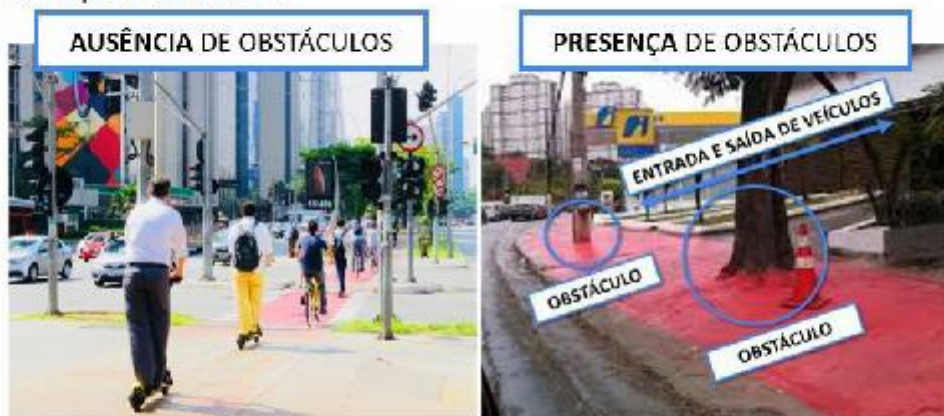 AUSÊNCIA DE OBSTÁCULOS
PRESENÇA DE OBSTÁCULOS
ENTRADA E SAÍDA DE VEÍCULOS
OBSTÁCULO
OBSTÁCULO